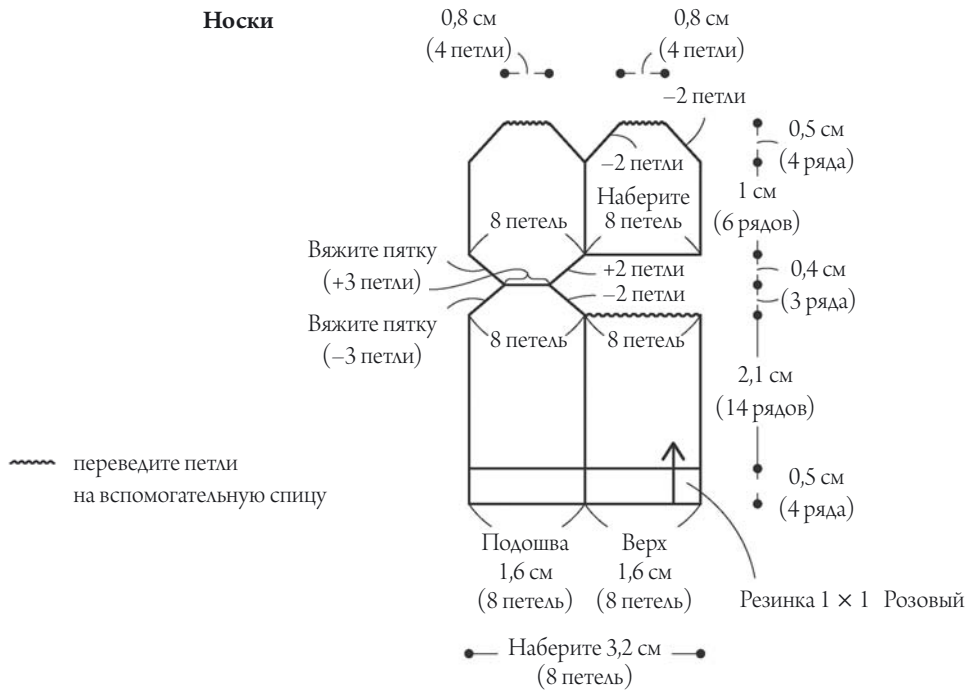 Носки
0,8 см
(4 петли)
0,8 см
(4 петли)
–2 петли
–2 петли
0,5 см
(4 ряда)
Наберите
8 петель
8 петель
1 см
(6 рядов)
Вяжите пятку
(+3 петли)
+2 петли
–2 петли
0,4 см
(3 ряда)
Вяжите пятку
(–3 петли)
8 петель
8 петель
2,1 см
(14 рядов)
переведите петли
на вспомогательную спицу
0,5 см
(4 ряда)
Подошва
1,6 см
(8 петель)
Верх
1,6 см
(8 петель)
Резинка 1 × 1 Розовый
Наберите 3,2 см
(8 петель)